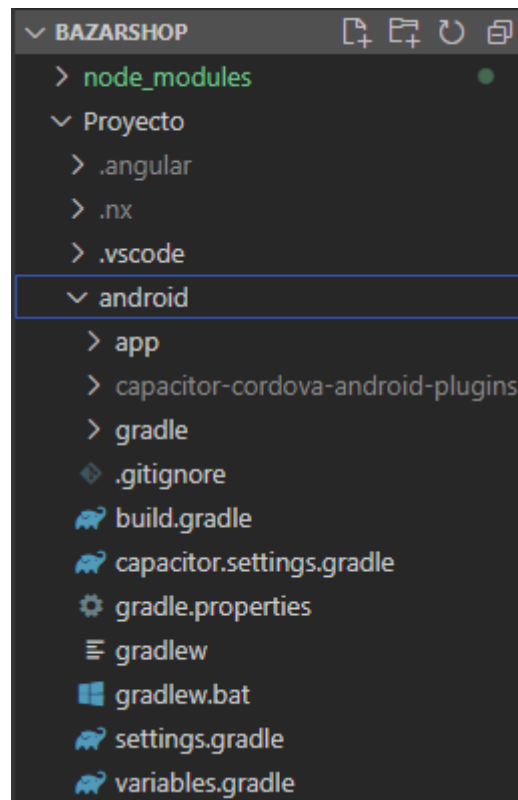 BAZARSHOP
node_modules
Proyecto
.angular
.nx
.vscode
android
app
capacitor-cordova-android-plugins
gradle
.gitignore
build.gradle
capacitor.settings.gradle
gradle.properties
gradlew
gradlew.bat
settings.gradle
variables.gradle